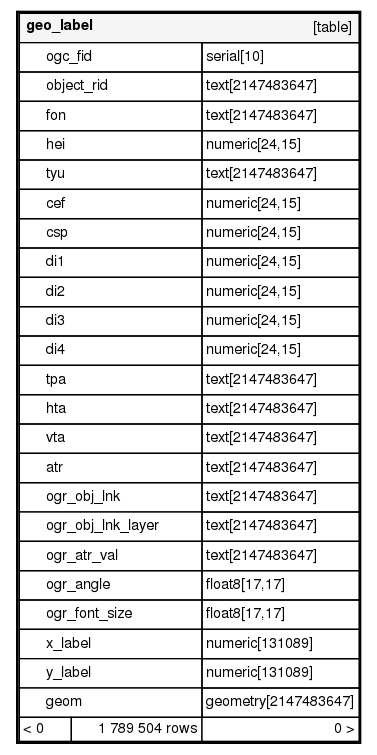 geo_label [table]
ogc_fid serial[10]
object_rid text[2147483647]
fon text[2147483647]
hei numeric[24,15]
tyu text[2147483647]
cef numeric[24,15]
csp numeric[24,15]
di1 numeric[24,15]
di2 numeric[24,15]
di3 numeric[24,15]
di4 numeric[24,15]
tpa text[2147483647]
hta text[2147483647]
vta text[2147483647]
atr text[2147483647]
ogr_obj_lnk text[2147483647]
ogr_obj_lnk_layer text[2147483647]
ogr_atr_val text[2147483647]
ogr_angle float8[17,17]
ogr_font_size float8[17,17]
x_label numeric[131089]
y_label numeric[131089]
geom geometry[2147483647]
< 0 1 789 504 rows 0 >